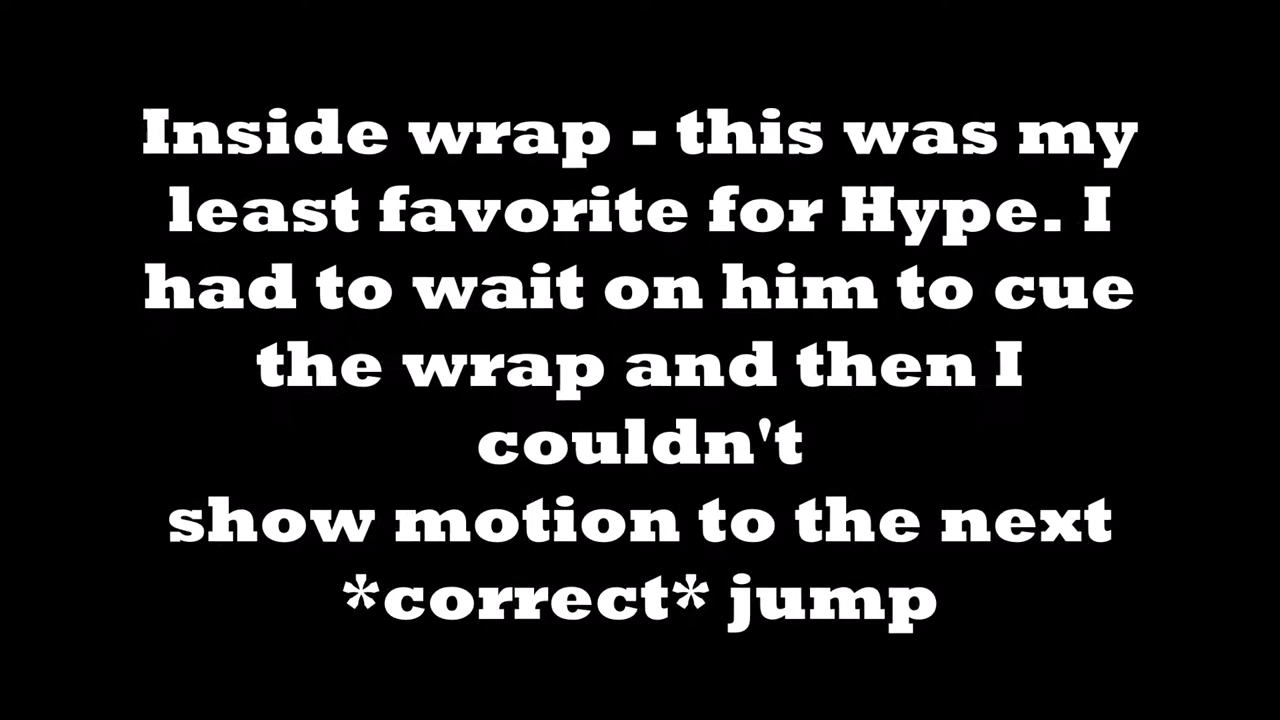 Inside wrap - this was my
least favorite for Hype. I
had to wait on him to cue
the wrap and then I
couldn't
show motion to the next
*correct* jump